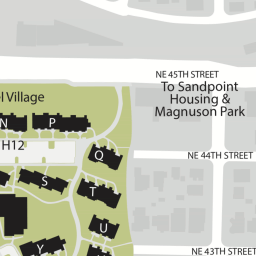 NE 45TH STREET
To Sandpoint
Housing &
Magnuson Park
l Village
N P
H12
Q
NE 44TH STREET
S
T
U
Y
NE 43TH STREET